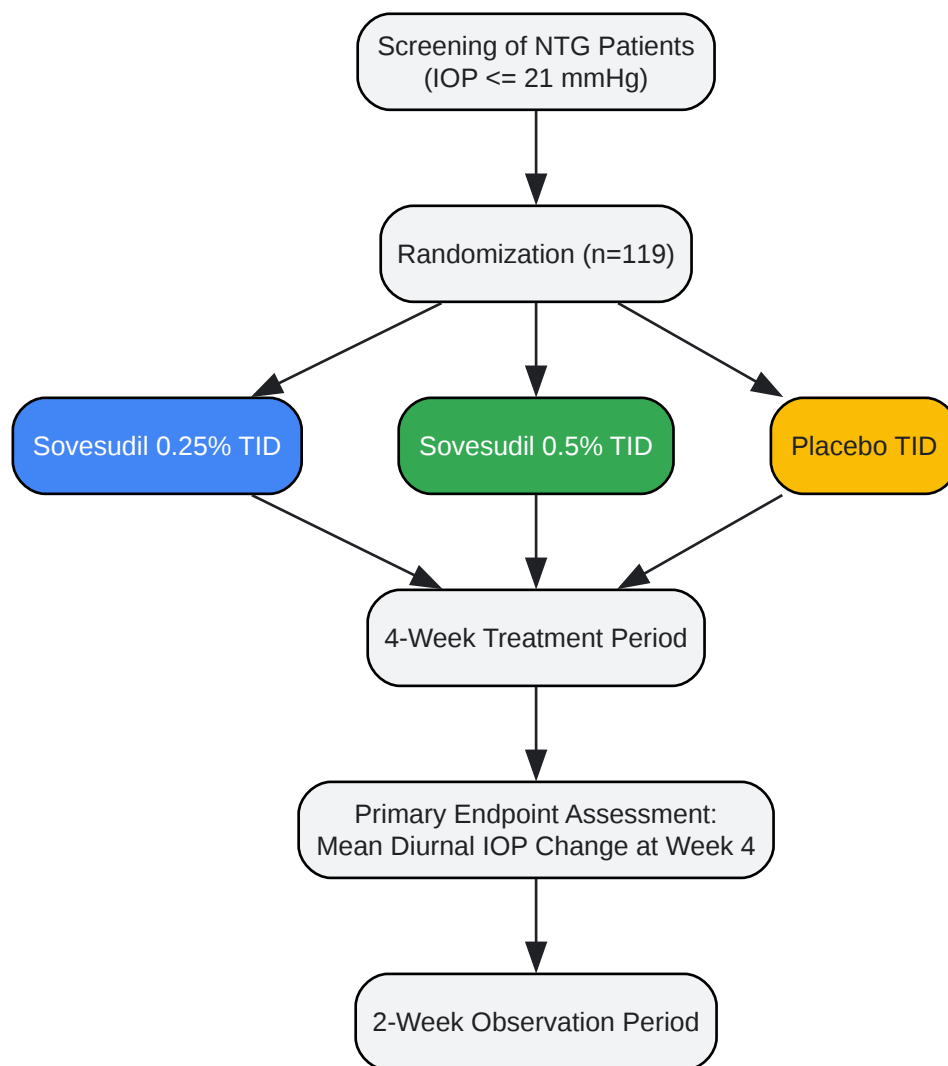 Screening of NTG Patients
(IOP <= 21 mmHg)
Randomization (n=119)
Sovesudil 0.25% TID
Sovesudil 0.5% TID
Placebo TID
4-Week Treatment Period
Primary Endpoint Assessment:
Mean Diurnal IOP Change at Week 4
2-Week Observation Period